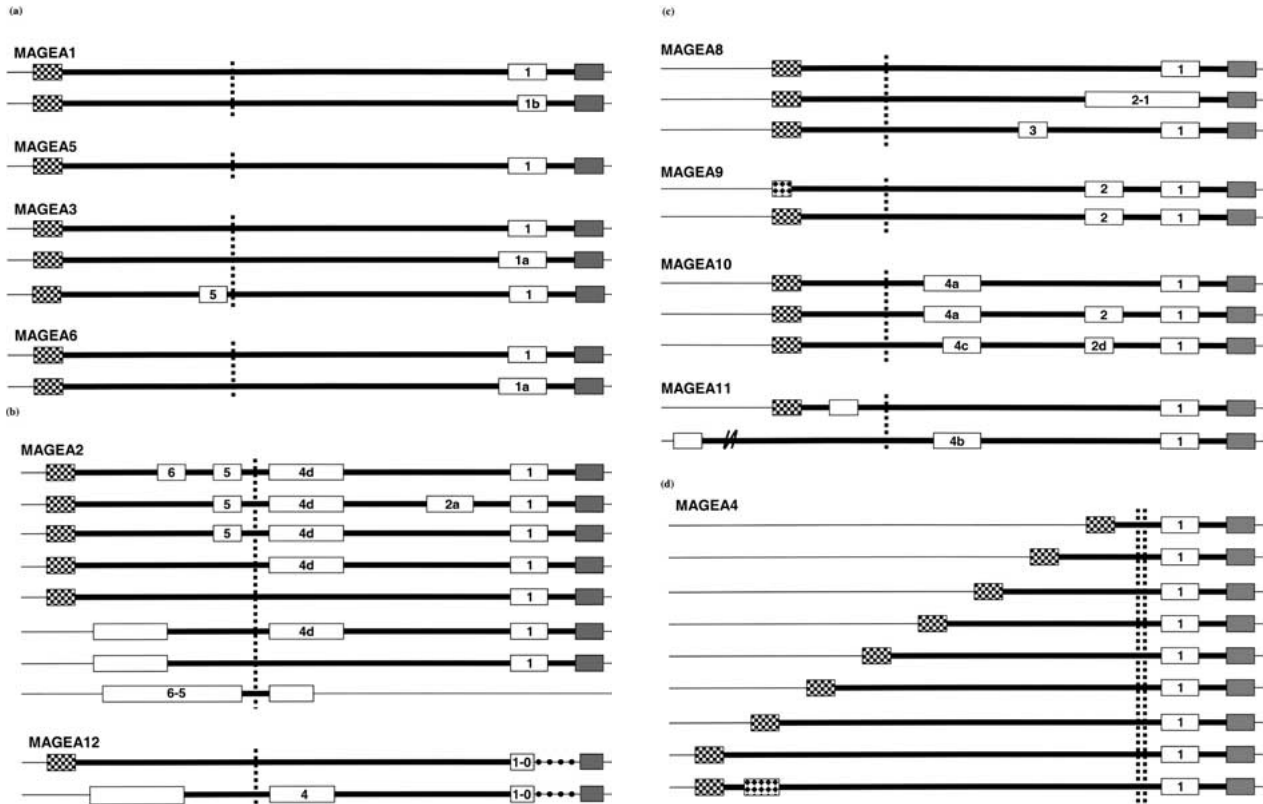 (a)
MAGEA1
1
1b
MAGEA5
1
MAGEA3
1
1a
5 1
MAGEA6
1
1a
(b)
MAGEA2
6 5 4d 1
5 4d 2a 1
5 4d 1
4d 1
1
4d 1
1
6-5
MAGEA12
1-0
4 1-0
(c)
MAGEA8
1
2-1
3 1
MAGEA9
2 1
2 1
MAGEA10
4a 1
4a 2 1
4c 2d 1
MAGEA11
1
4b 1
(d)
MAGEA4
1
1
1
1
1
1
1
1
1